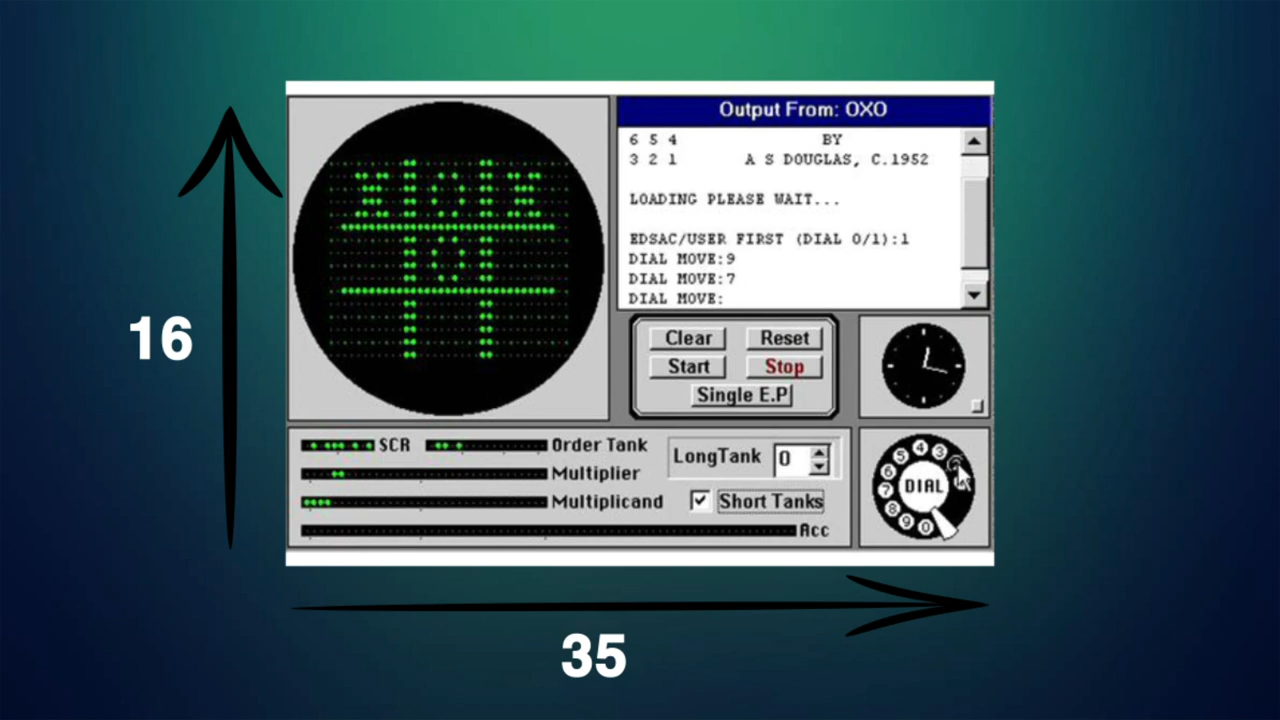 Output From: OXO
6 5 4 BY
3 2 1 A S DOUGLAS, C.1952
LOADING PLEASE WAIT...
EDSAC/USER FIRST (DIAL 0/1):1
DIAL MOVE:9
DIAL MOVE:7
DIAL MOVE:
16
Clear Reset
Start Stop
Single E.P
SCR Order Tank
LongTank 0
Multiplier
Multiplicand
Short Tanks
Acc
3
4
5
6
7
8
9
0
DIAL
35